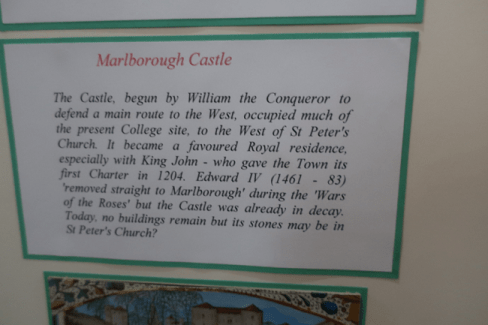 Marlborough Castle
The Castle, begun by William the Conqueror to
defend a main route to the West, occupied much of
the present College site, to the West of St Peter's
Church. It became a favoured Royal residence,
especially with King John - who gave the Town its
first Charter in 1204. Edward IV (1461 - 83)
'removed straight to Marlborough' during the 'Wars
of the Roses' but the Castle was already in decay.
Today, no buildings remain but its stones may be in
St Peter's Church?